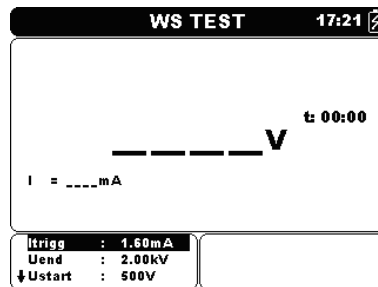 WS TEST 17:21
t: 00:00
____V
I = ____mA
Itrigg : 1.60mA
Uend : 2.00kV
↓Ustart : 500V